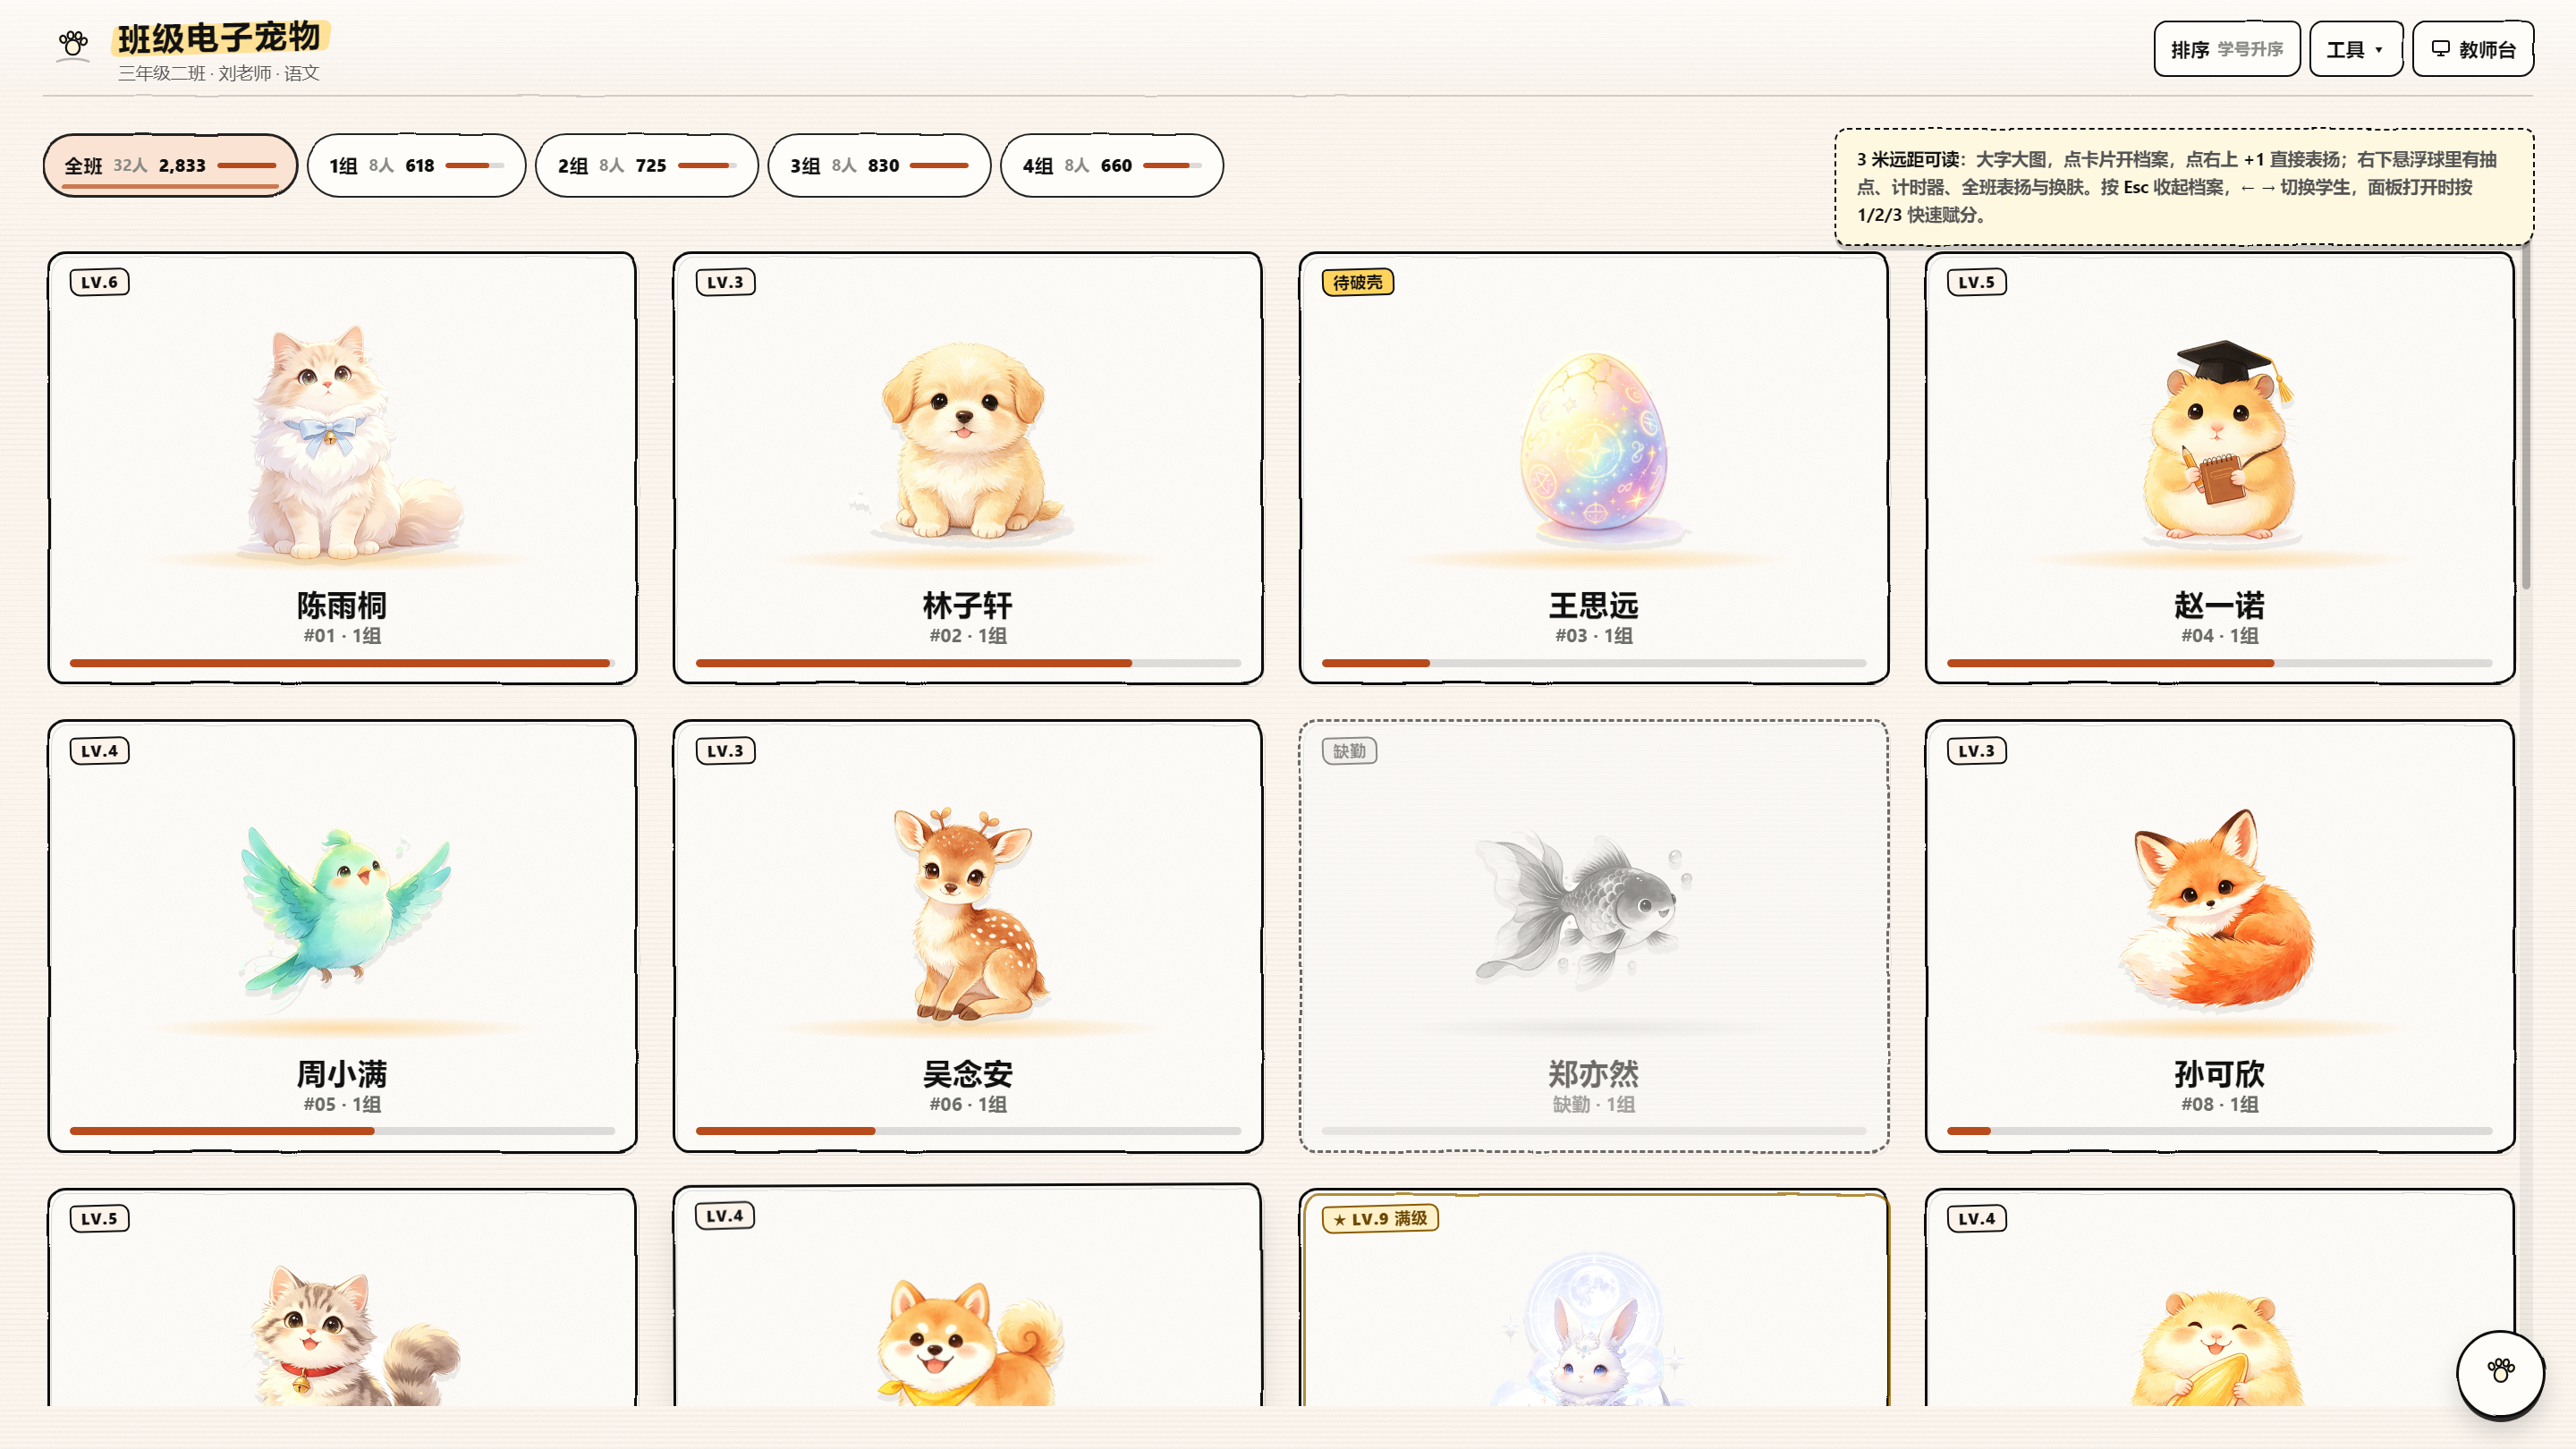 班级电子宠物
三年级二班 · 刘老师 · 语文
排序 学号升序
工具 ▾
教师台
全班 32人 2,833
1组 8人 618
2组 8人 725
3组 8人 830
4组 8人 660
3 米远距可读：大字大图，点卡片开档案，点右上 +1 直接表扬；右下悬浮球里有抽
点、计时器、全班表扬与换肤。按 Esc 收起档案，← → 切换学生，面板打开时按
1/2/3 快速赋分。
LV.6
陈雨桐
#01 · 1组
LV.3
林子轩
#02 · 1组
待破壳
王思远
#03 · 1组
LV.5
赵一诺
#04 · 1组
LV.4
周小满
#05 · 1组
LV.3
吴念安
#06 · 1组
缺勤
郑亦然
缺勤 · 1组
LV.3
孙可欣
#08 · 1组
LV.5
LV.4
★ LV.9 满级
LV.4